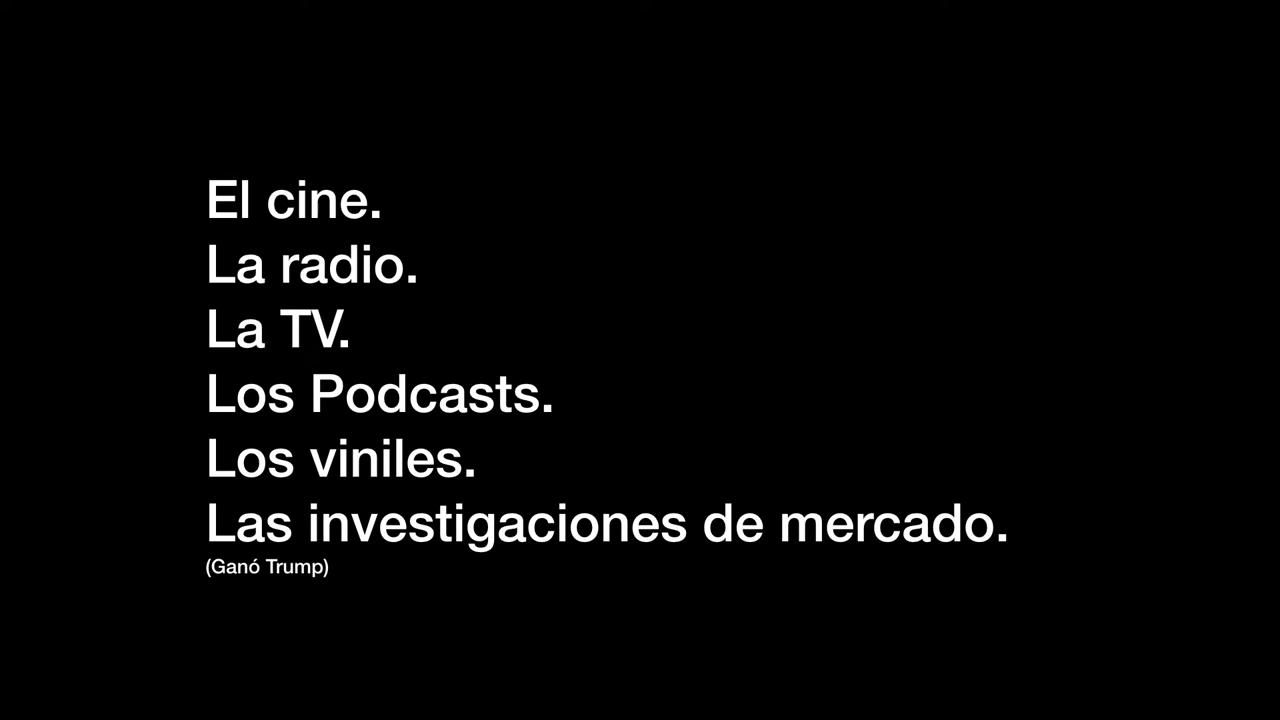 El cine.
La radio.
La TV.
Los Podcasts.
Los viniles.
Las investigaciones de mercado.
(Ganó Trump)